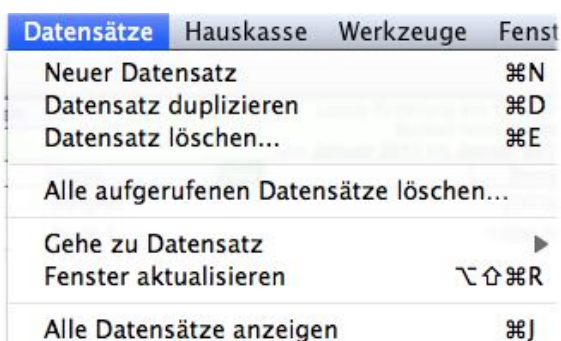 Datensätze Hauskasse Werkzeuge Fenst
Neuer Datensatz ⌘N
Datensatz duplizieren ⌘D
Datensatz löschen... ⌘E
Alle aufgerufenen Datensätze löschen...
Gehe zu Datensatz ▶
Fenster aktualisieren ⌥⇧⌘R
Alle Datensätze anzeigen ⌘J